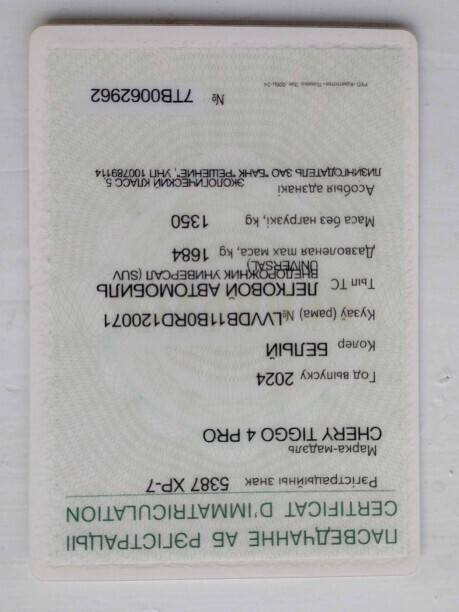 ПАСВЕДЧАННЕ АБ РЭГІСТРАЦЫІ
CERTIFICAT D'IMMATRICULATION
Рэгістрацыйны знак 5387 ХР-7
Марка-мадэль
CHERY TIGGO 4 PRO
Год выпуску 2024
Колер БЕЛЫЙ
Кузаў (рама) № LVVDB11B0RD120071
Тып ТС ЛЕГКОВОЙ АВТОМОБИЛЬ
ВНЕДОРОЖНИК УНИВЕРСАЛ (SUV
UNIVERSAL)
Дазволеная max маса, kg 1684
Маса без нагрузкі, kg 1350
Асобыя адзнакі
ЭКОЛОГИЧЕСКИЙ КЛАСС 5
ЛИЗИНГОДАТЕЛЬ ЗАО "БАНК "РЕШЕНИЕ", УНП 100789114
№ 7TB0062962